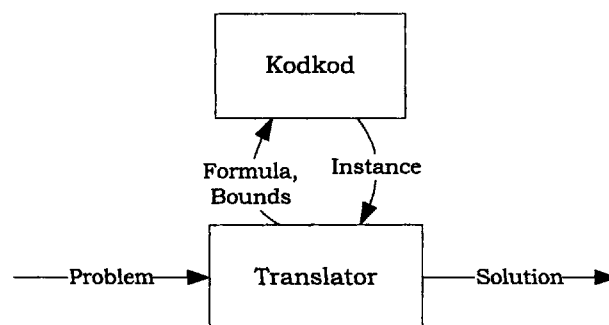 Kodkod
Formula,
Bounds
Instance
Problem
Translator
Solution